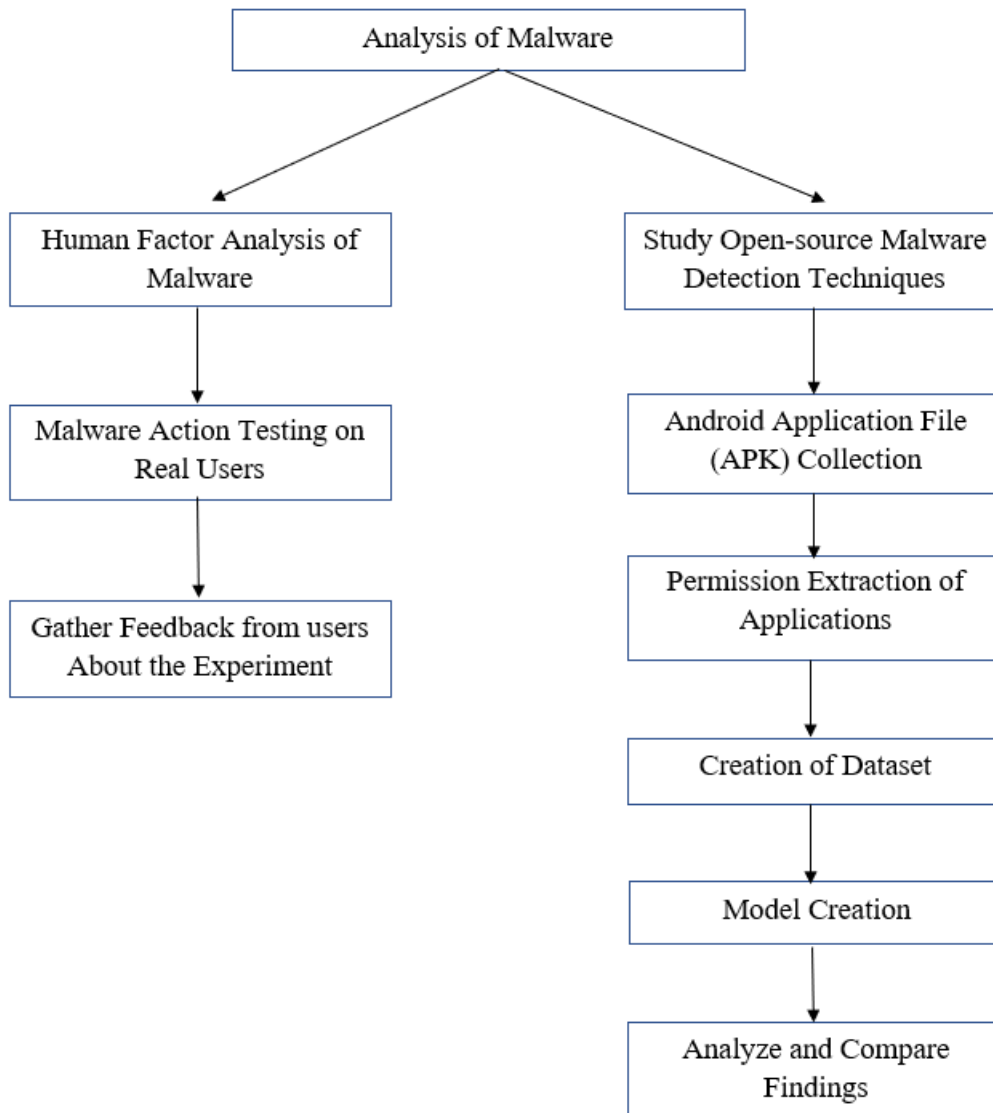 Analysis of Malware
Human Factor Analysis of
Malware
Malware Action Testing on
Real Users
Gather Feedback from users
About the Experiment
Study Open-source Malware
Detection Techniques
Android Application File
(APK) Collection
Permission Extraction of
Applications
Creation of Dataset
Model Creation
Analyze and Compare
Findings